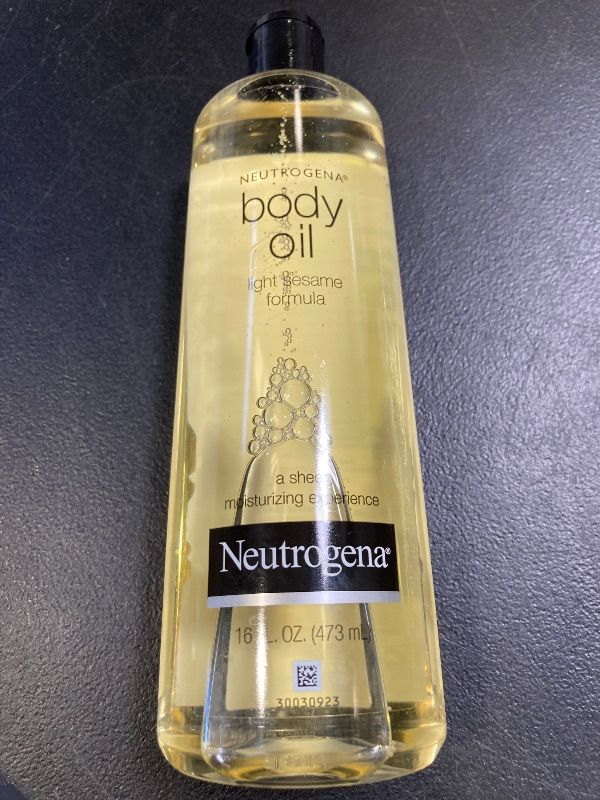 NEUTROGENA®
body
oil
light sesame
formula
a sheer
moisturizing experience
Neutrogena®
16 FL. OZ. (473 mL)
30030923